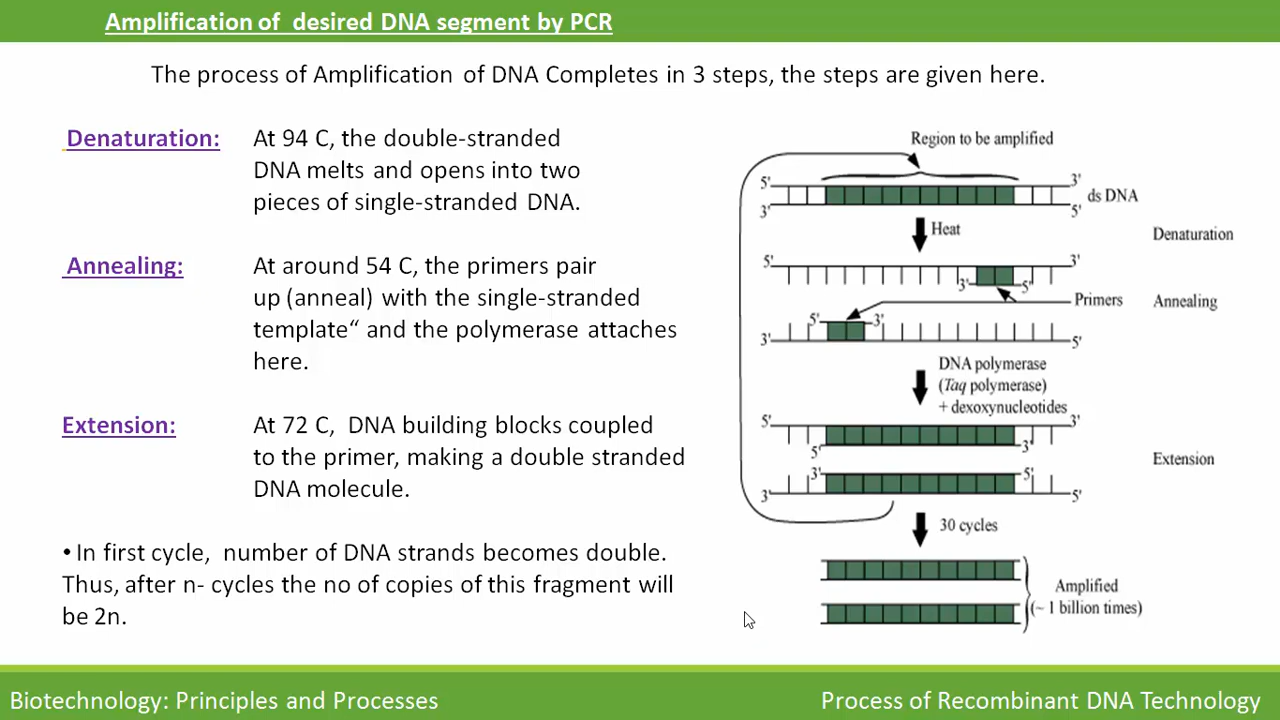 Amplification of desired DNA segment by PCR
The process of Amplification of DNA Completes in 3 steps, the steps are given here.
Denaturation:
At 94 C, the double-stranded
DNA melts and opens into two
pieces of single-stranded DNA.
Annealing:
At around 54 C, the primers pair
up (anneal) with the single-stranded
template“ and the polymerase attaches
here.
Extension:
At 72 C, DNA building blocks coupled
to the primer, making a double stranded
DNA molecule.
• In first cycle, number of DNA strands becomes double.
Thus, after n- cycles the no of copies of this fragment will
be 2n.
Region to be amplified
5' 3'
ds DNA
3' 5'
Heat
Denaturation
5' 3'
3' 5'
Primers Annealing
5' 3'
3' 5'
DNA polymerase
(Taq polymerase)
+ dexoxynucleotides
5' 3'
5' 3'
Extension
3' 5'
3' 5'
30 cycles
Amplified
(~ 1 billion times)
Biotechnology: Principles and Processes
Process of Recombinant DNA Technology